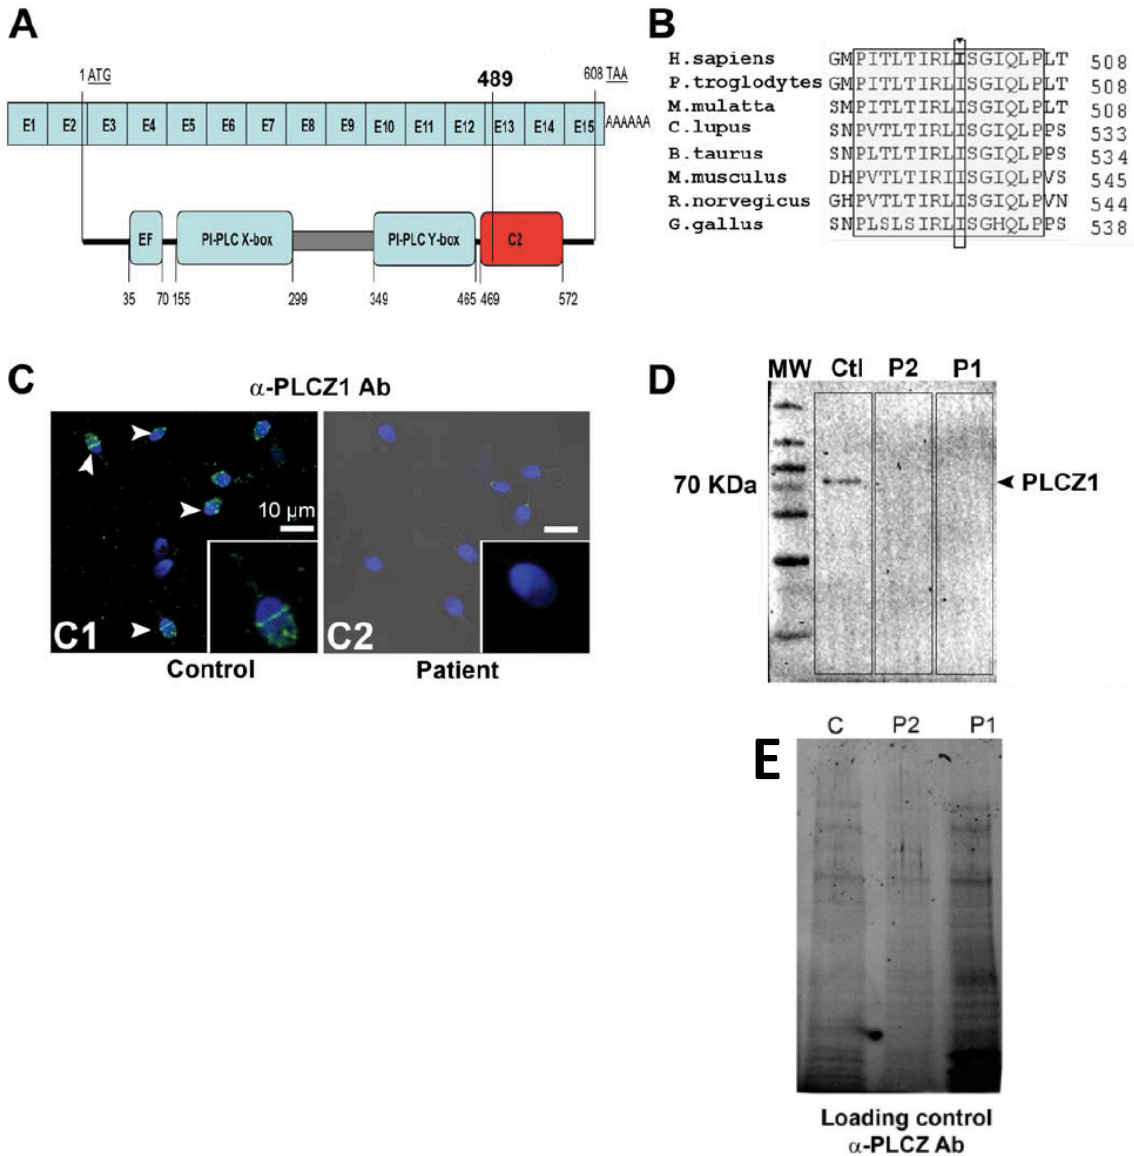 A
1 ATG
489
608 TAA
E1 E2 E3 E4 E5 E6 E7 E8 E9 E10 E11 E12 E13 E14 E15 AAAAAA
EF PI-PLC X-box PI-PLC Y-box C2
35 70 155 299 349 465 469 572
B
H.sapiens GMPITLTIRLISGIQLPLT 508
P.troglodytes GMPITLTIRLISGIQLPLT 508
M.mulatta SMPITLTIRLISGIQLPLT 508
C.lupus SNPVTLTIRLISGIQLPPS 533
B.taurus SNPLTLTIRLISGIQLPPS 534
M.musculus DHPVTLTIRIISGIQLPVS 545
R.norvegicus GHPVTLTIRLISGIQLPVN 544
G.gallus SNPLSLSIRLISGHQLPPS 538
C
α-PLCZ1 Ab
10 µm
C1
C2
Control Patient
D
MW Ctl P2 P1
70 KDa
PLCZ1
E
C P2 P1
Loading control
α-PLCZ Ab